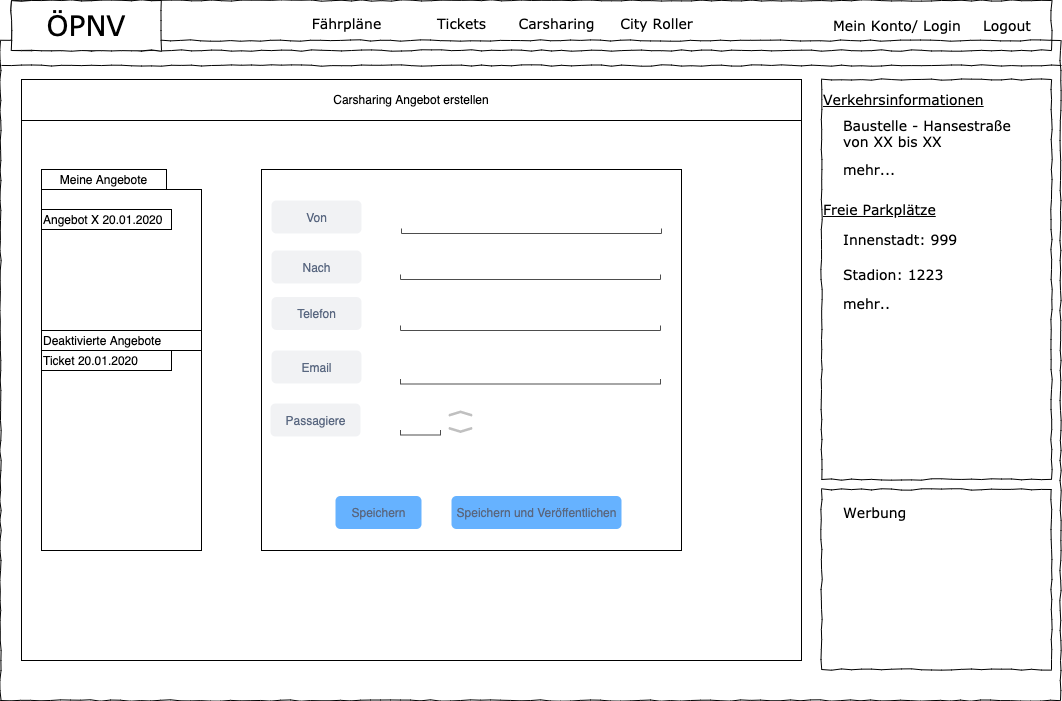 ÖPNV
Fährpläne
Tickets
Carsharing
City Roller
Mein Konto/ Login
Logout
Carsharing Angebot erstellen
Meine Angebote
Angebot X 20.01.2020
Deaktivierte Angebote
Ticket 20.01.2020
Von
Nach
Telefon
Email
Passagiere
Speichern
Speichern und Veröffentlichen
Verkehrsinformationen
Baustelle - Hansestraße
von XX bis XX
mehr...
Freie Parkplätze
Innenstadt: 999
Stadion: 1223
mehr..
Werbung